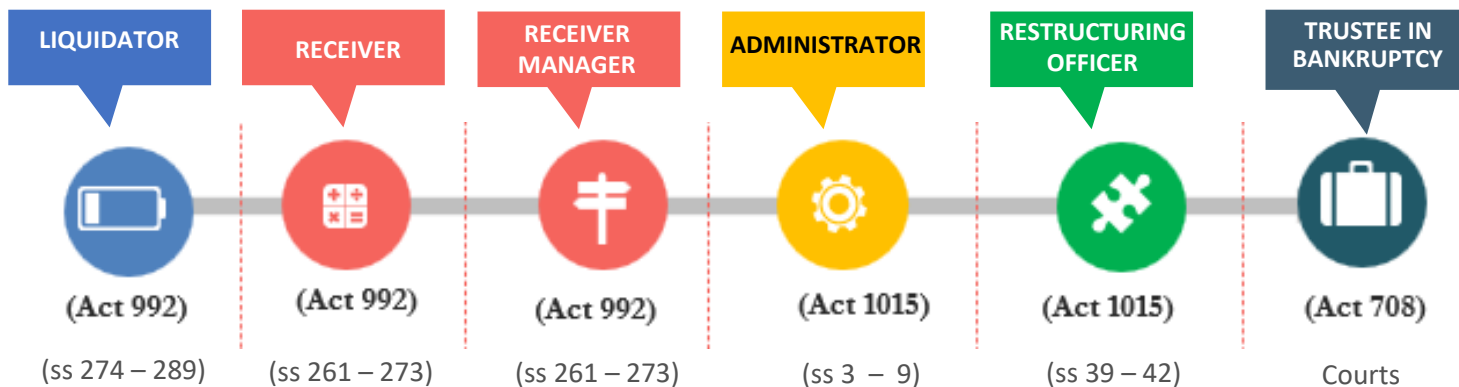 LIQUIDATOR
RECEIVER
RECEIVER
MANAGER
ADMINISTRATOR
RESTRUCTURING
OFFICER
TRUSTEE IN
BANKRUPTCY
(Act 992)
(Act 992)
(Act 992)
(Act 1015)
(Act 1015)
(Act 708)
(ss 274 – 289)
(ss 261 – 273)
(ss 261 – 273)
(ss 3 – 9)
(ss 39 – 42)
Courts